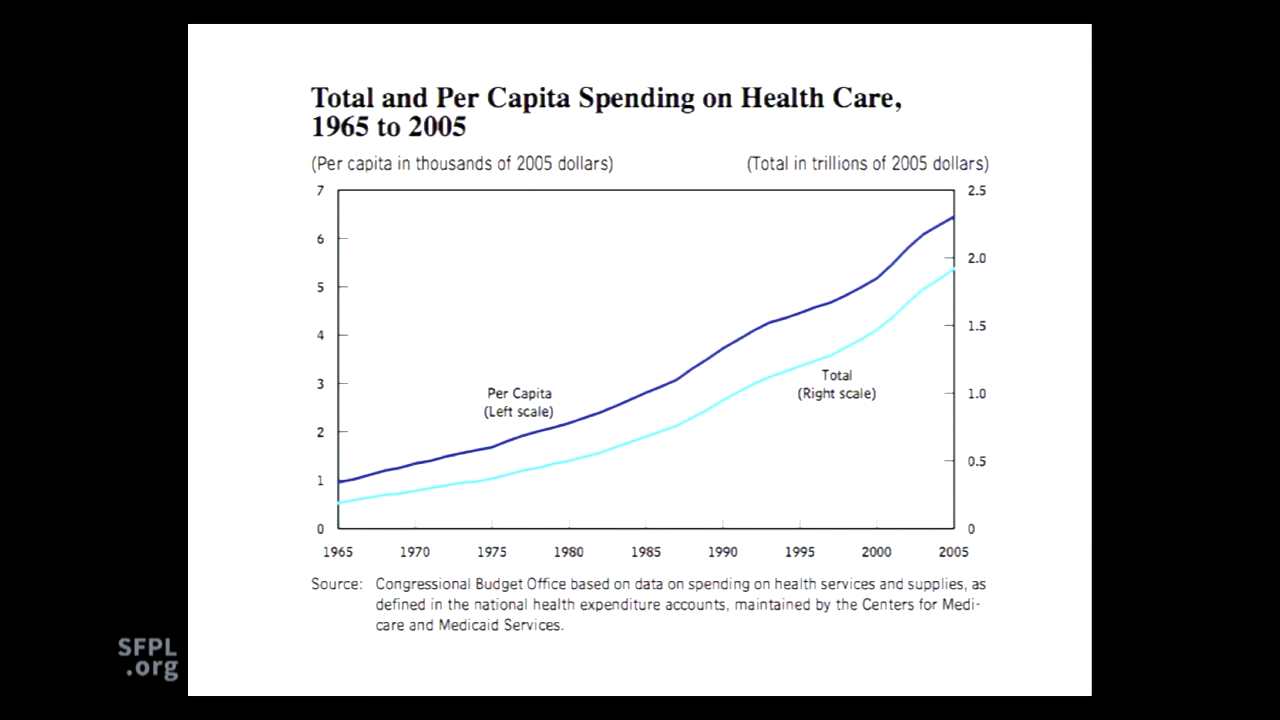 Total and Per Capita Spending on Health Care,
1965 to 2005
(Per capita in thousands of 2005 dollars)
(Total in trillions of 2005 dollars)
7
6
5
4
3
2
1
0
2.5
2.0
1.5
1.0
0.5
0
Per Capita
(Left scale)
Total
(Right scale)
1965 1970 1975 1980 1985 1990 1995 2000 2005
Source: Congressional Budget Office based on data on spending on health services and supplies, as
defined in the national health expenditure accounts, maintained by the Centers for Medi-
care and Medicaid Services.
SFPL
.org